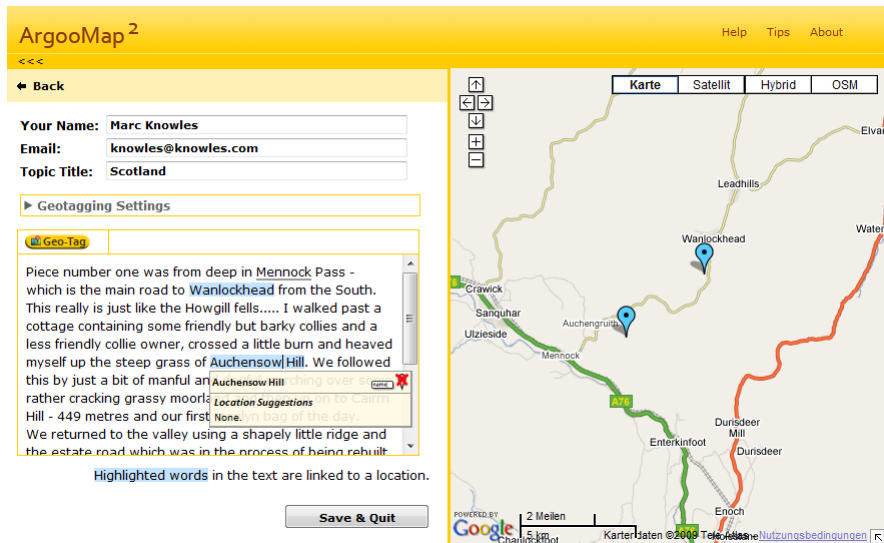 ArgooMap²
Help Tips About
<<<
Back
Your Name: Marc Knowles
Email: knowles@knowles.com
Topic Title: Scotland
Geotagging Settings
Geo-Tag
Piece number one was from deep in Mennock Pass -
which is the main road to Wanlockhead from the South.
This really is just like the Howgill fells..... I walked past a
cottage containing some friendly but barky collies and a
less friendly collie owner, crossed a little burn and heaved
myself up the steep grass of Auchensow Hill. We followed
this by just a bit of manful an
rather cracking grassy moorl
Hill - 449 metres and our first
We returned to the valley using a shapely little ridge and
the estate road which was in the process of being rebuilt
Auchensow Hill name
Location Suggestions
None.
Highlighted words in the text are linked to a location.
Save & Quit
Karte Satellit Hybrid OSM
Elva
Leadhills
Wanlockhead
Water
Crawick
Sanquhar
Auchengruth
Ulzieside
Mennock
A76
Durisdeer
Mill
Enterkinfoot
Durisdeer
Enoch
A76
POWERED BY
Google
2 Meilen
5 km
Kartendaten ©2009 Tele Atlas - Nutzungsbedingungen